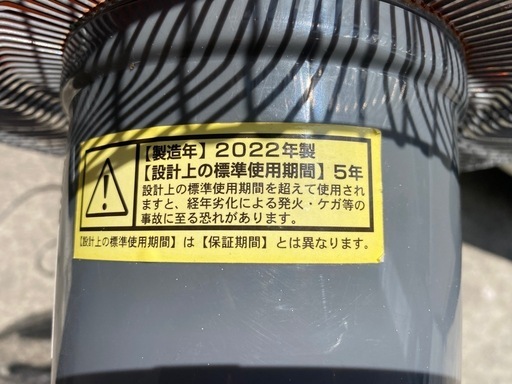 【製造年】2022年製
【設計上の標準使用期間】5年
設計上の標準使用期間を超えて使用され
ますと、経年劣化による発火・ケガ等の
事故に至る恐れがあります。
【設計上の標準使用期間】は【保証期間】とは異なります。